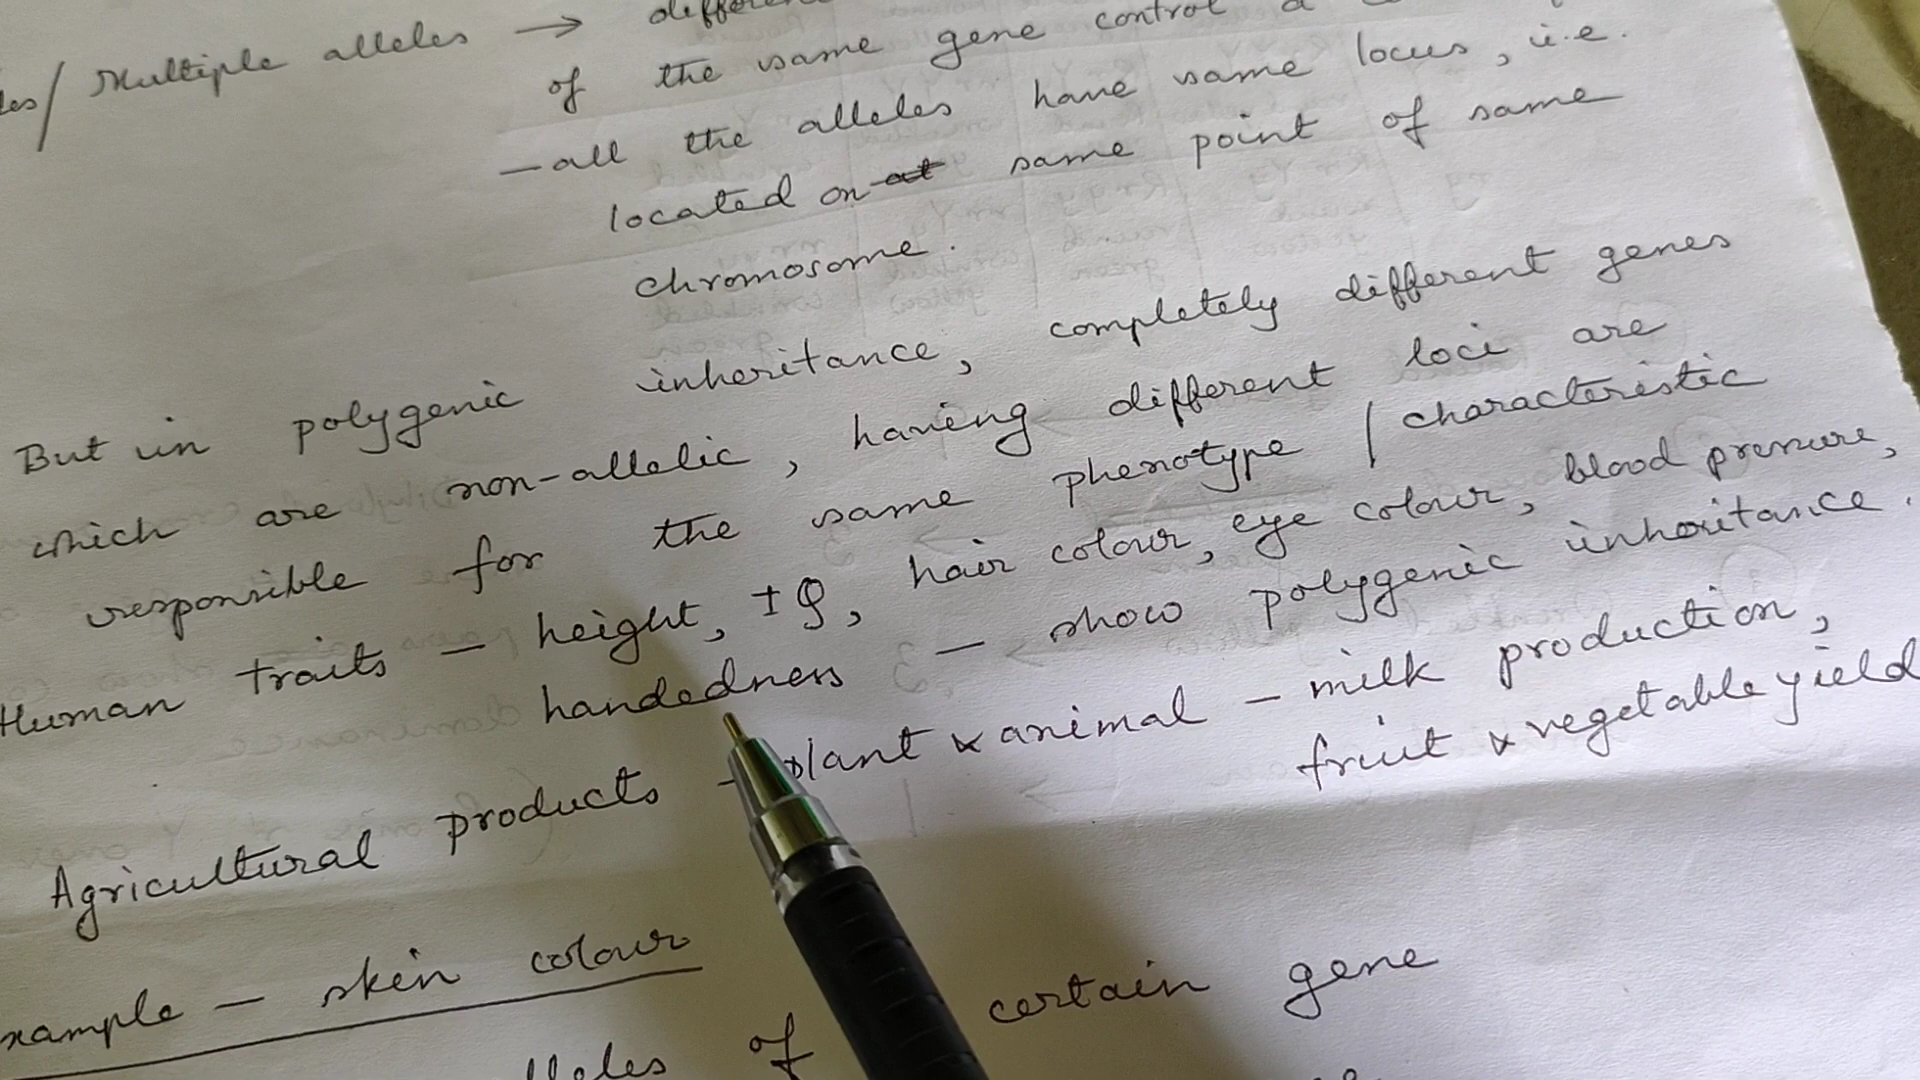 / Multiple alleles →
of the same gene control a
- all the alleles have same locus, i.e.
located on at same point of same
chromosome.
But in polygenic inheritance, completely different genes
which are non-allelic, having different loci are
responsible for the same phenotype / characteristic
Human traits - height, IQ, hair colour, eye colour, blood pressure,
handedness - show polygenic inheritance.
Agricultural products - plant & animal - milk production,
fruit & vegetable yield
xample - skin colour
alleles of certain gene